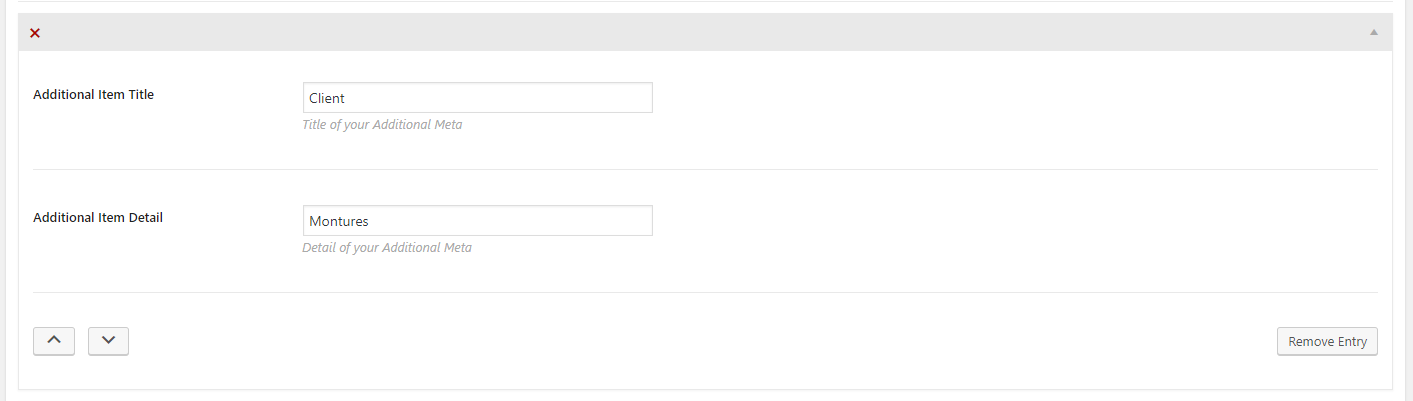 Additional Item Title
Client
Title of your Additional Meta
Additional Item Detail
Montures
Detail of your Additional Meta
Remove Entry